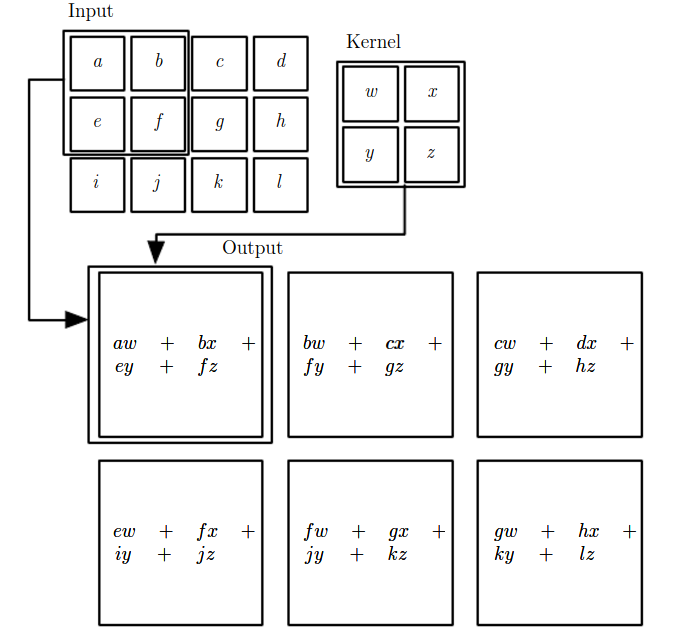 Input
Kernel
a b c d
w x
e f g h
y z
i j k l
Output
aw + bx +
ey + fz
bw + cx +
fy + gz
cw + dx +
gy + hz
ew + fx +
iy + jz
fw + gx +
jy + kz
gw + hx +
ky + lz